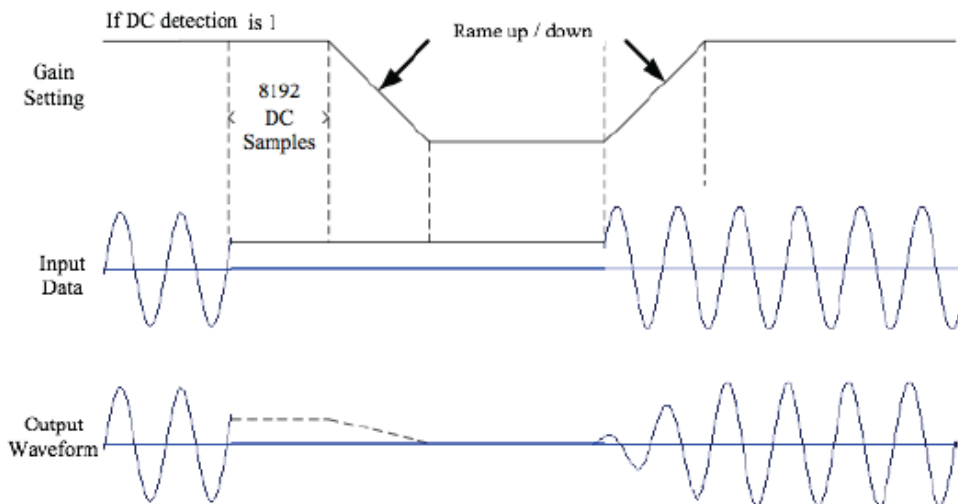 If DC detection is 1
Rame up / down
Gain
Setting
8192
DC
Samples
Input
Data
Output
Waveform